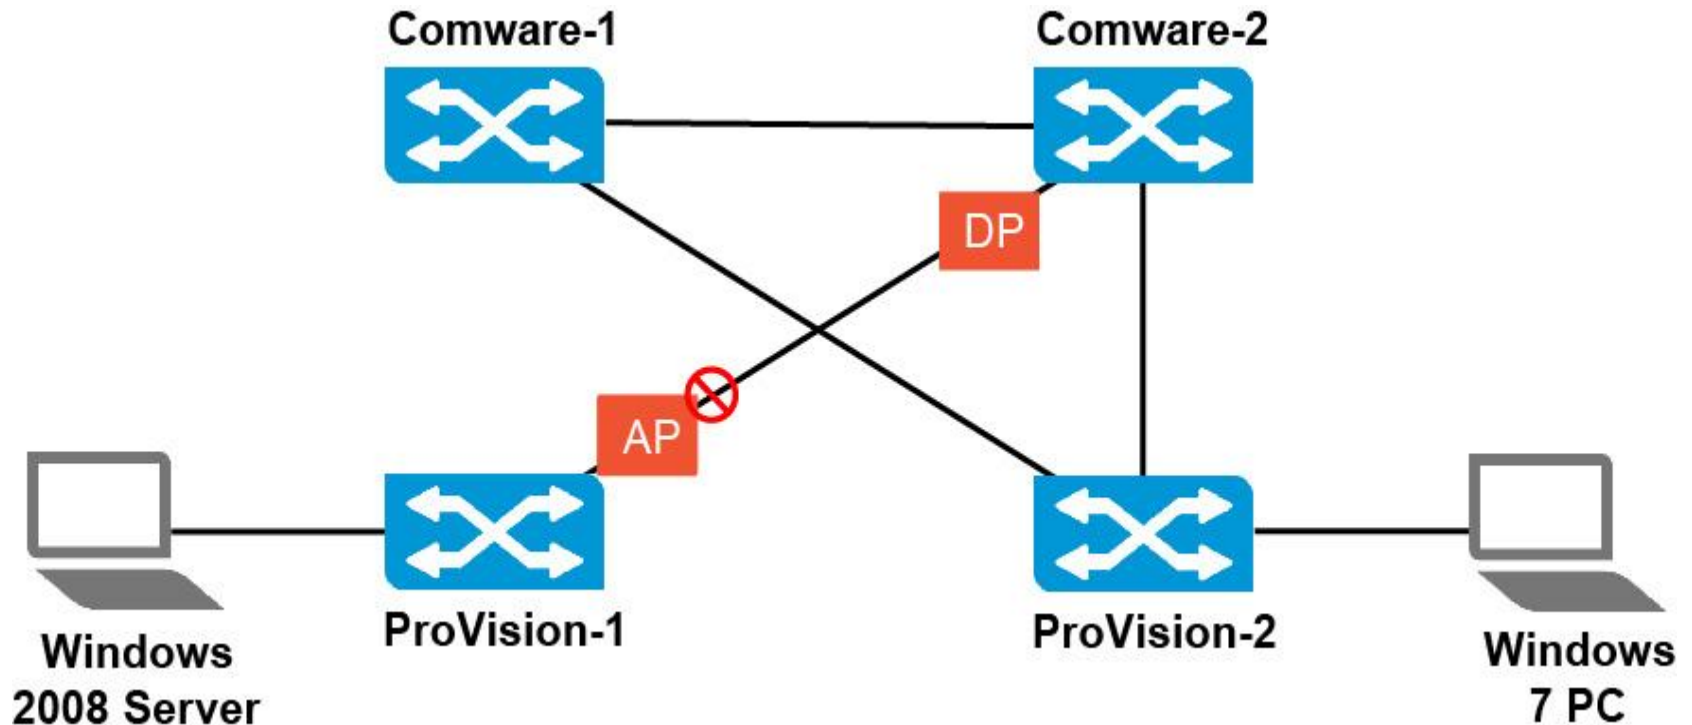 Comware-1
Comware-2
DP
AP
ProVision-1
ProVision-2
Windows
2008 Server
Windows
7 PC